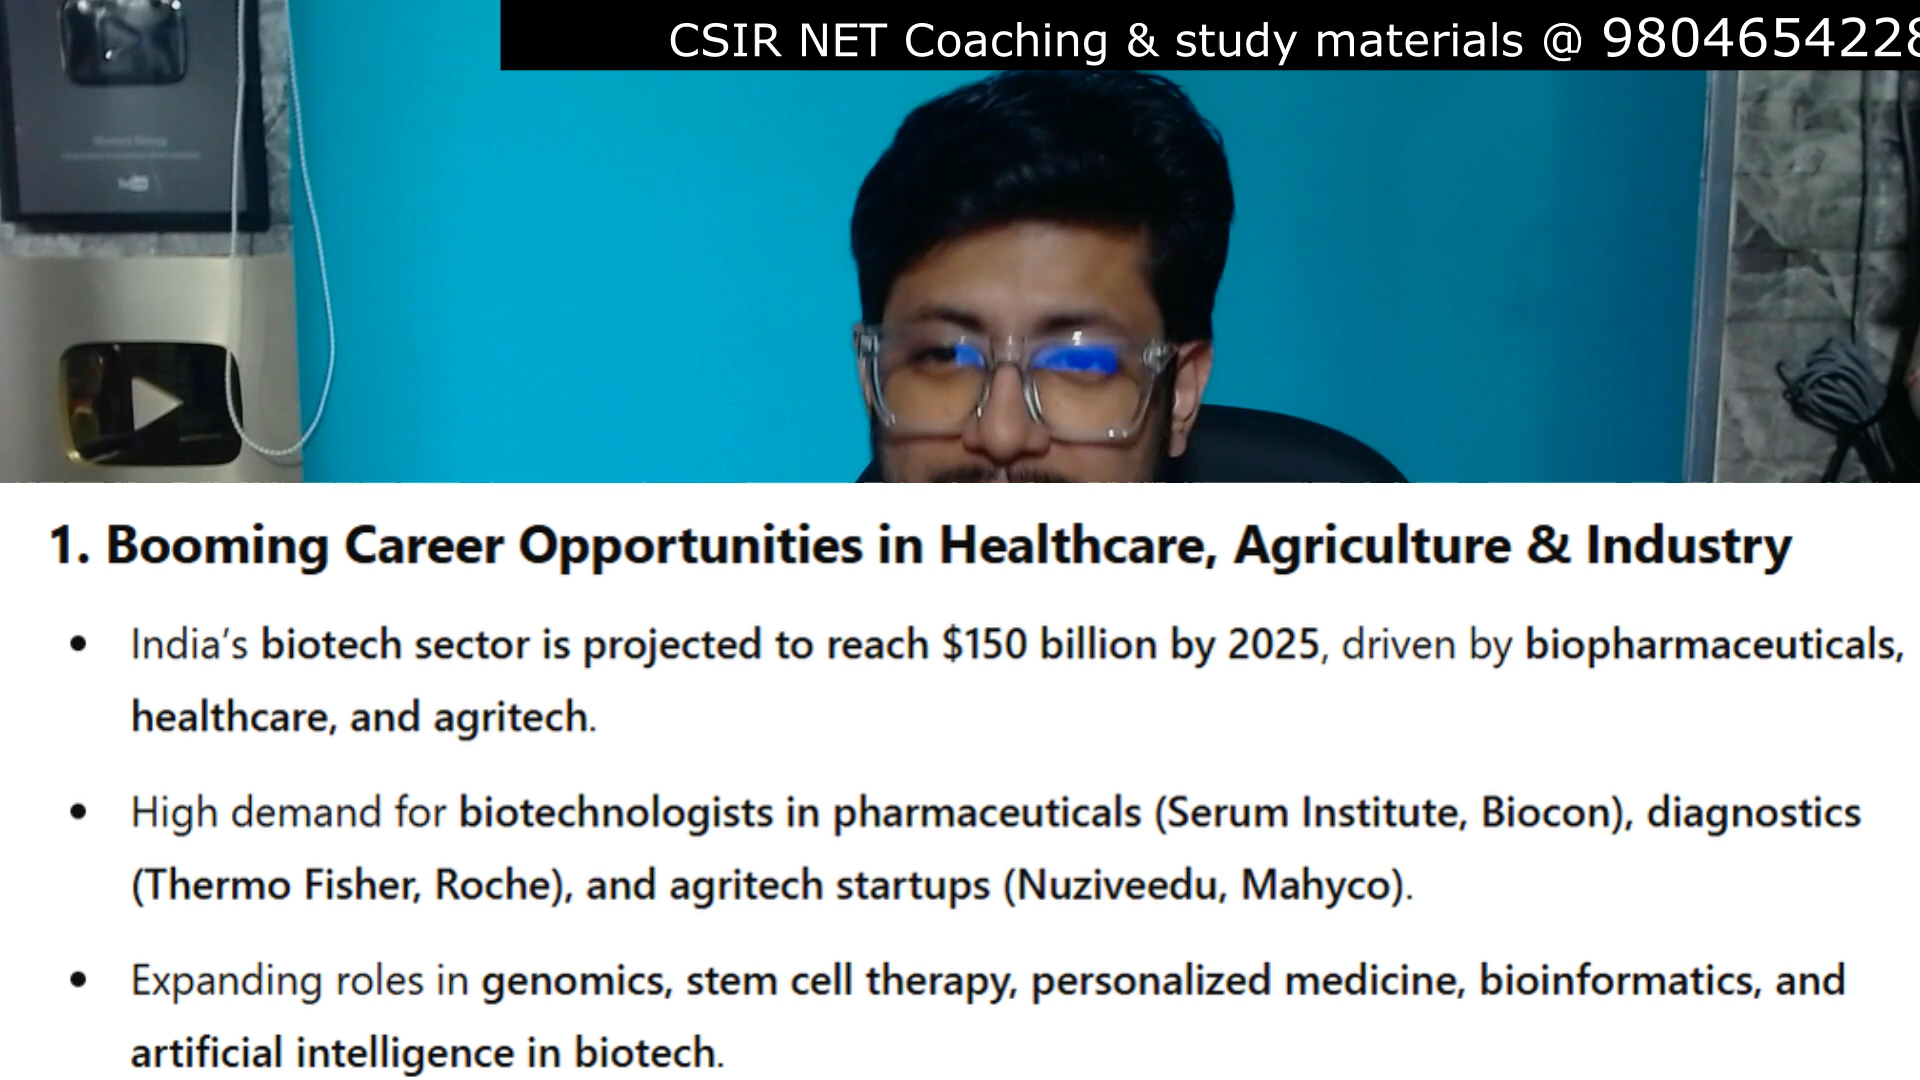 CSIR NET Coaching & study materials @ 9804654228
1. Booming Career Opportunities in Healthcare, Agriculture & Industry
• India’s biotech sector is projected to reach $150 billion by 2025, driven by biopharmaceuticals,
healthcare, and agritech.
• High demand for biotechnologists in pharmaceuticals (Serum Institute, Biocon), diagnostics
(Thermo Fisher, Roche), and agritech startups (Nuziveedu, Mahyco).
• Expanding roles in genomics, stem cell therapy, personalized medicine, bioinformatics, and
artificial intelligence in biotech.